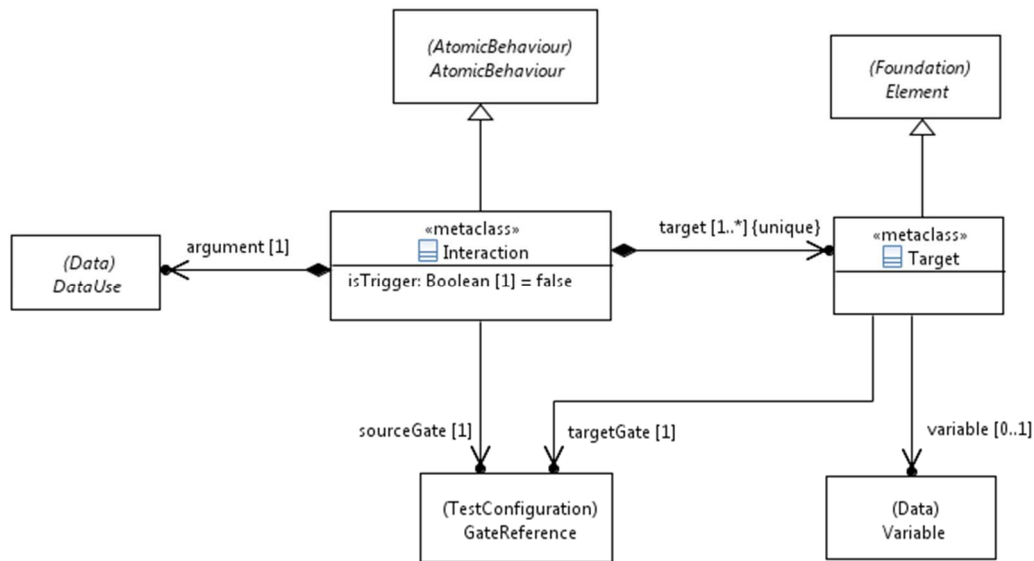 (AtomicBehaviour)
AtomicBehaviour
(Foundation)
Element
argument [1]
(Data)
DataUse
«metaclass»
Interaction
isTrigger: Boolean [1] = false
target [1..*] {unique}
«metaclass»
Target
sourceGate [1]
targetGate [1]
variable [0..1]
(TestConfiguration)
GateReference
(Data)
Variable